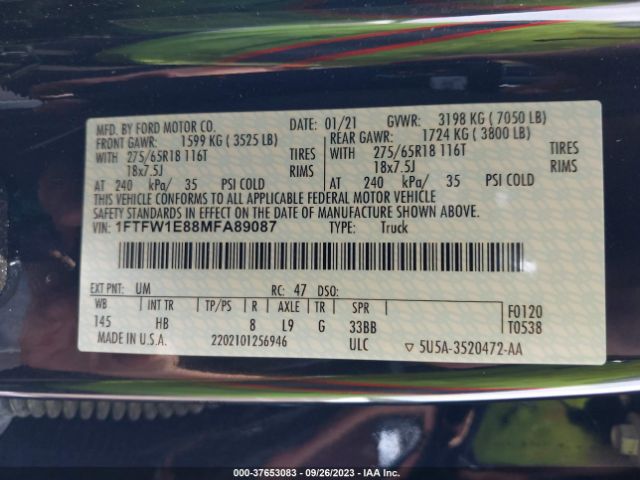 MFD. BY FORD MOTOR CO. DATE: 01/21 GVWR: 3198 KG ( 7050 LB)
FRONT GAWR: 1599 KG ( 3525 LB) REAR GAWR: 1724 KG ( 3800 LB)
WITH 275/65R18 116T TIRES WITH 275/65R18 116T TIRES
18x7.5J RIMS 18x7.5J RIMS
AT 240 kPa/ 35 PSI COLD AT 240 kPa/ 35 PSI COLD
THIS VEHICLE CONFORMS TO ALL APPLICABLE FEDERAL MOTOR VEHICLE
SAFETY STANDARDS IN EFFECT ON THE DATE OF MANUFACTURE SHOWN ABOVE.
VIN: 1FTFW1E88MFA89087 TYPE: Truck
EXT PNT: UM RC: 47 DSO:
WB INT TR TP/PS R AXLE TR SPR F0120
145 HB 8 L9 G 33BB T0538
MADE IN U.S.A. 2202101256946 ULC ▽ 5U5A-3520472-AA
000-37653083 - 09/26/2023 - IAA Inc.